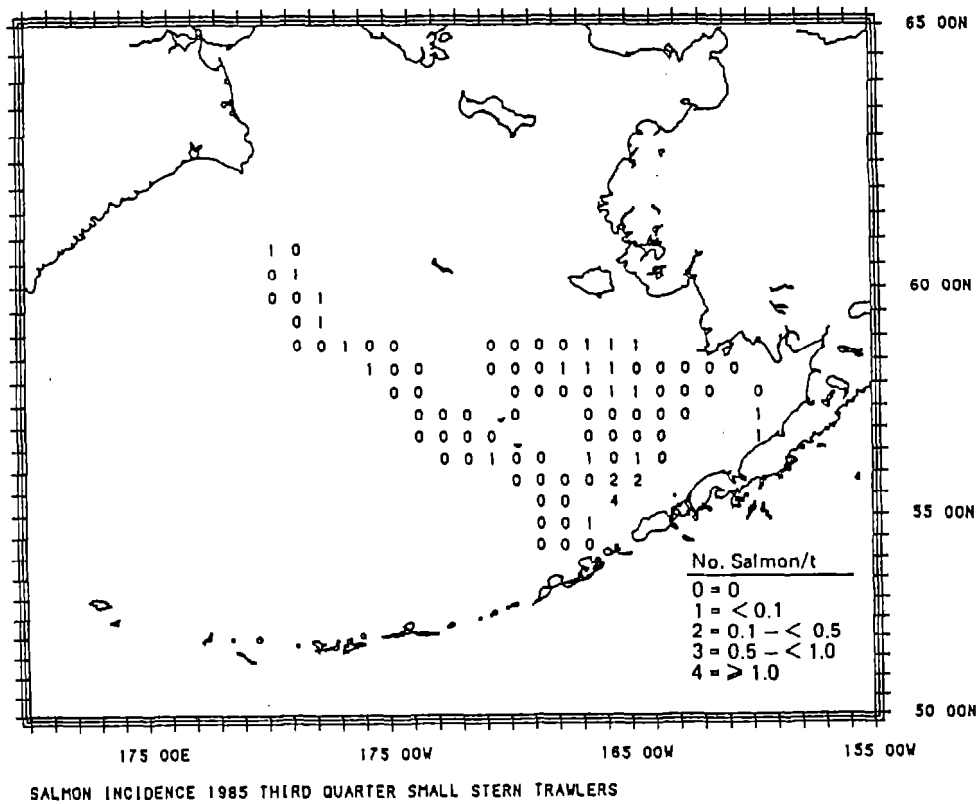 65 00N
1 0
0 1
60 00N
0 0 1
0 1
0 0 1 0 0 0 0 0 0 1 1 1
1 0 0 0 0 0 1 1 1 0 0 0 0 0
0 0 0 0 0 0 1 1 0 0 0 0
0 0 0 0 0 0 0 0 0 1
0 0 0 0 0 0 0 0 1
0 0 1 0 0 1 0 1 0
0 0 0 0 2 2
0 0 4
55 00N
0 0 1
0 0 0
No. Salmon/t
0 = 0
1 = < 0.1
2 = 0.1 – < 0.5
3 = 0.5 – < 1.0
4 = ⩾ 1.0
50 00N
175 00E 175 00W 165 00W 155 00W
SALMON INCIDENCE 1985 THIRD QUARTER SMALL STERN TRAWLERS